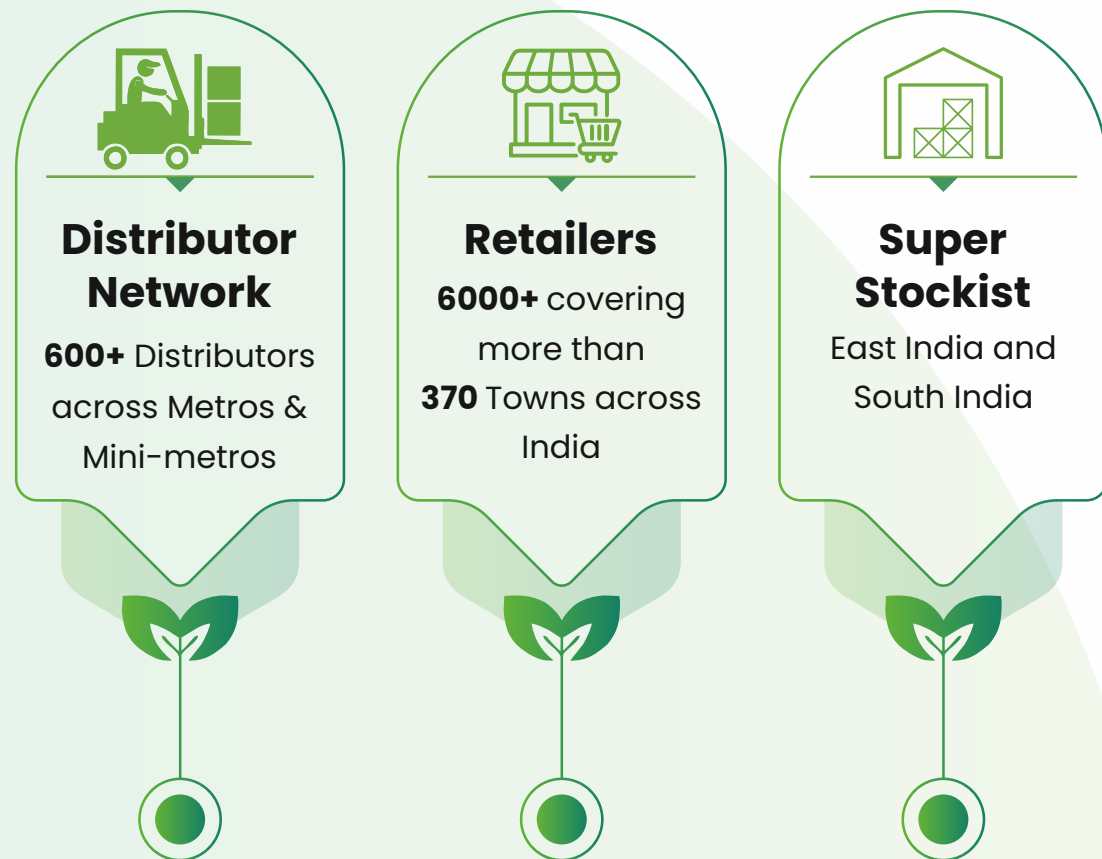 Distributor
Network
600+ Distributors
across Metros &
Mini-metros
Retailers
6000+ covering
more than
370 Towns across
India
Super
Stockist
East India and
South India